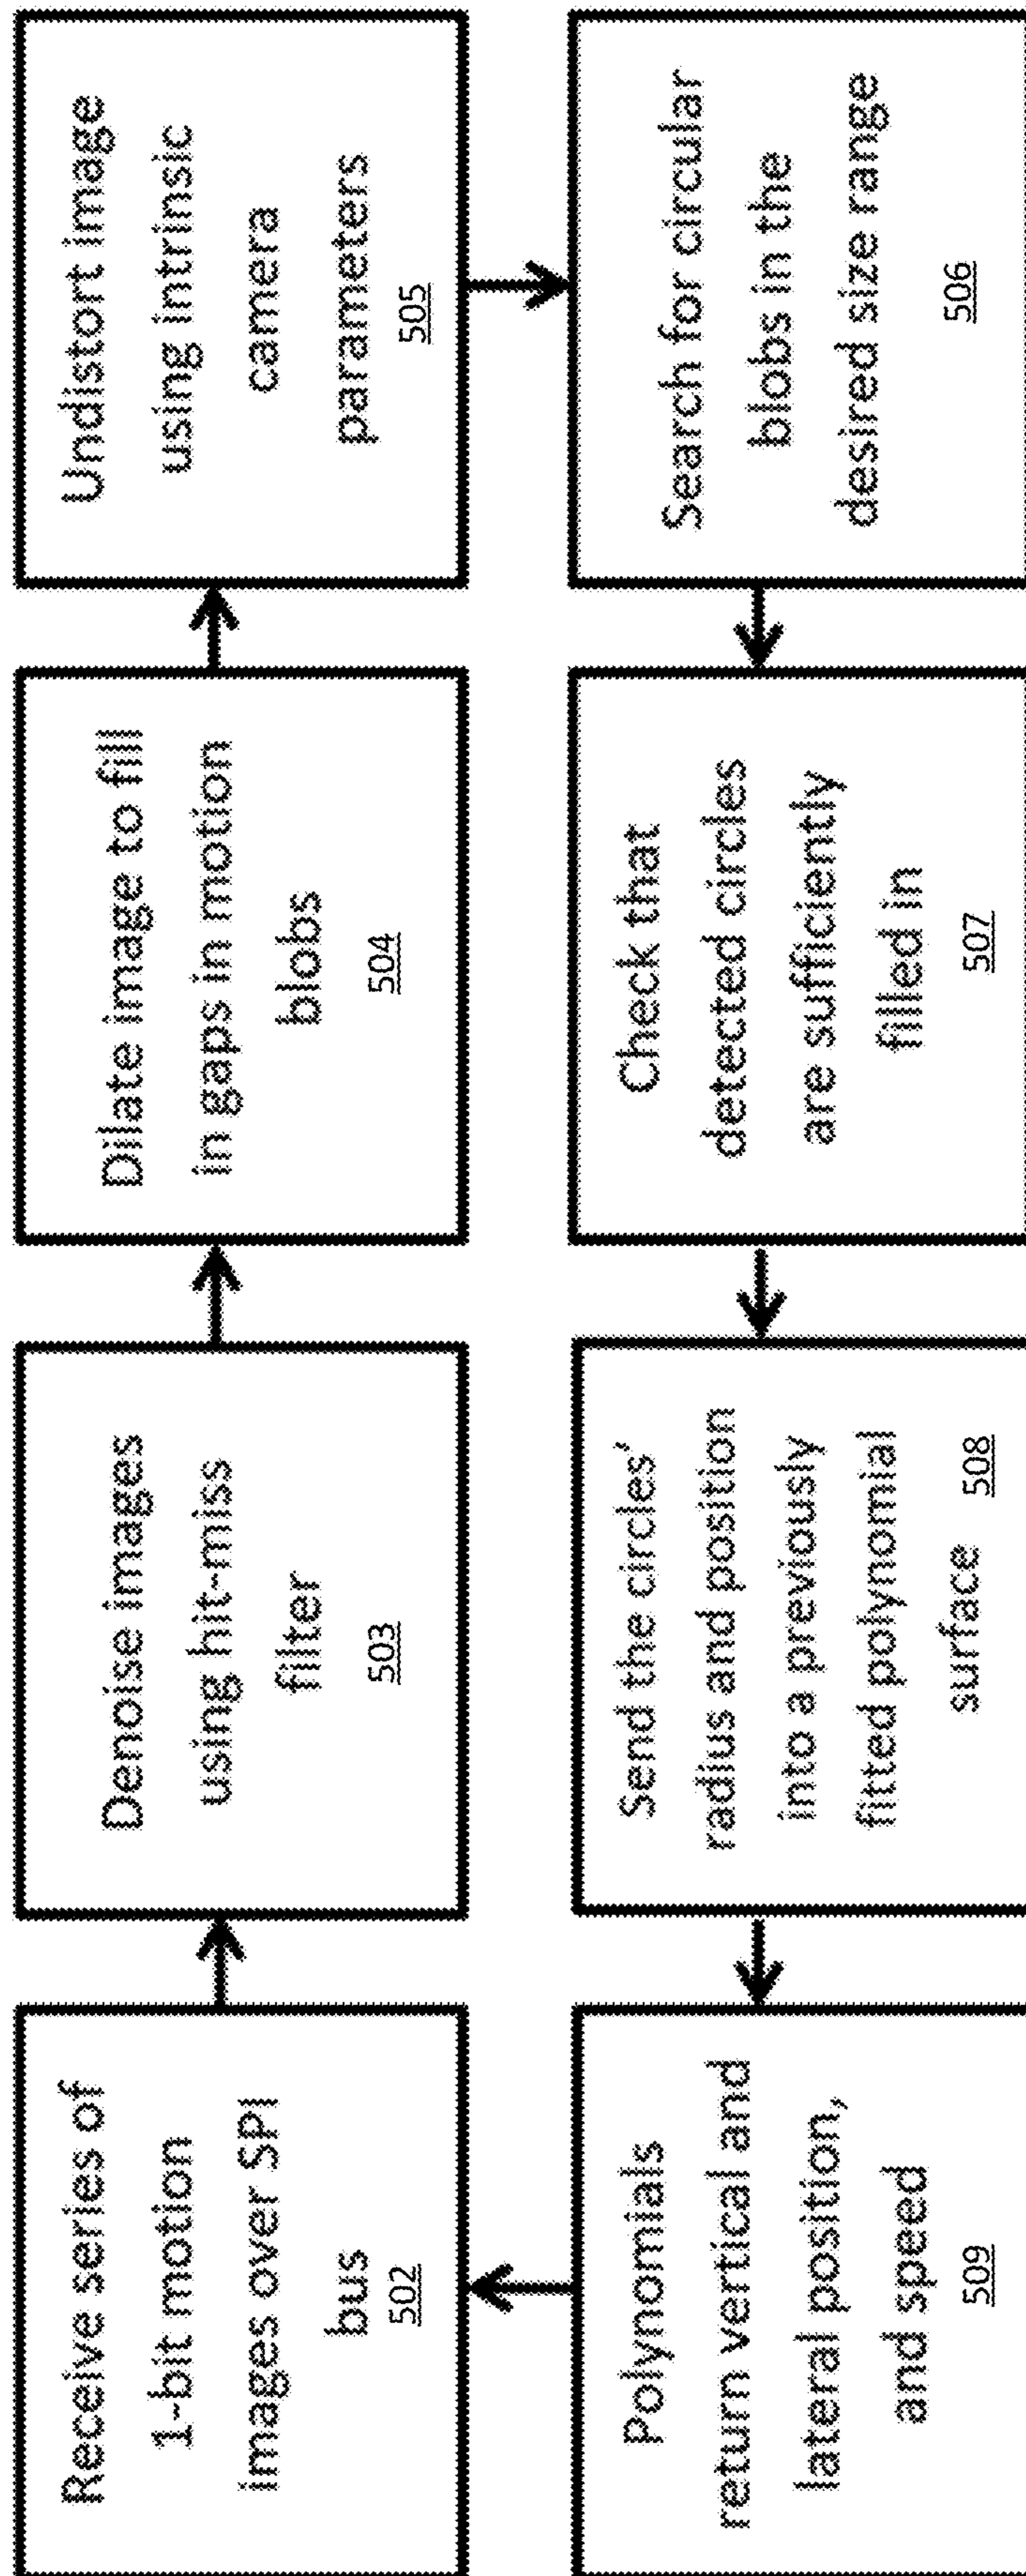 Receive series of
1-bit motion
images over SPI
bus
502
Denoise images
using hit-miss
filter
503
Dilate image to fill
in gaps in motion
blobs
504
Undistort image
using intrinsic
camera
parameters
505
Search for circular
blobs in the
desired size range
506
Check that
detected circles
are sufficiently
filled in
507
Send the circles'
radius and position
into a previously
fitted polynomial
surface
508
Polynomials
return vertical and
lateral position,
and speed
509